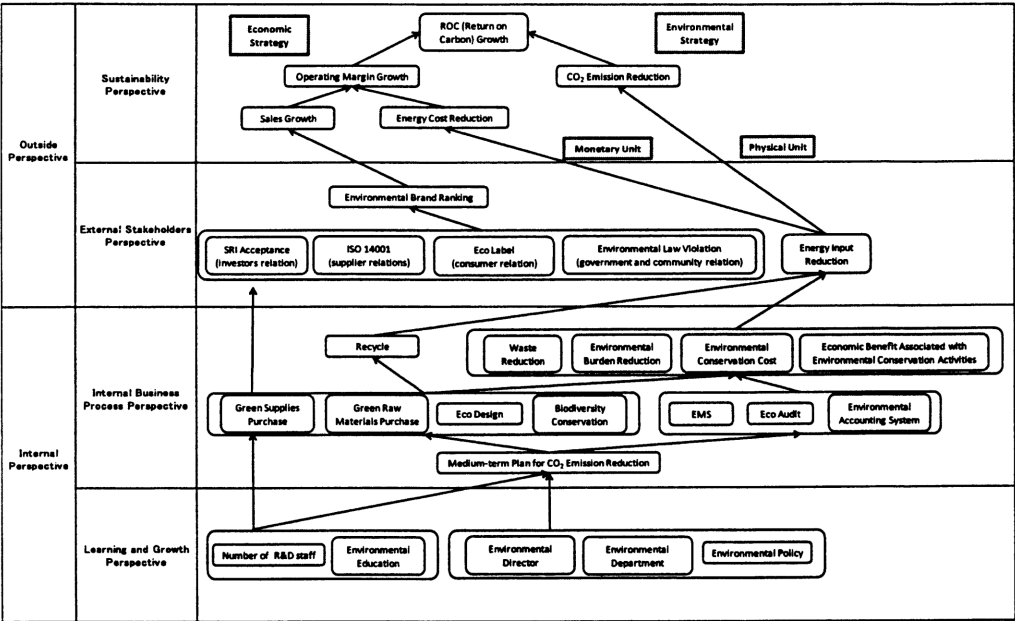 Economic
Strategy
ROC (Return on
Carbon) Growth
Environmental
Strategy
Sustainability
Perspective
Operating Margin Growth
CO₂ Emission Reduction
Sales Growth
Energy Cost Reduction
Outside
Perspective
Monetary Unit
Physical Unit
External Stakeholders
Perspective
Environmental Brand Ranking
SRI Acceptance
(investors relation)
ISO 14001
(supplier relations)
Eco Label
(consumer relation)
Environmental Law Violation
(government and community relation)
Energy Input
Reduction
Recycle
Waste
Reduction
Environmental
Burden Reduction
Environmental
Conservation Cost
Economic Benefit Associated with
Environmental Conservation Activities
Internal Business
Process Perspective
Green Supplies
Purchase
Green Raw
Materials Purchase
Eco Design
Biodiversity
Conservation
EMS
Eco Audit
Environmental
Accounting System
Internal
Perspective
Medium-term Plan for CO₂ Emission Reduction
Learning and Growth
Perspective
Number of R&D staff
Environmental
Education
Environmental
Director
Environmental
Department
Environmental Policy